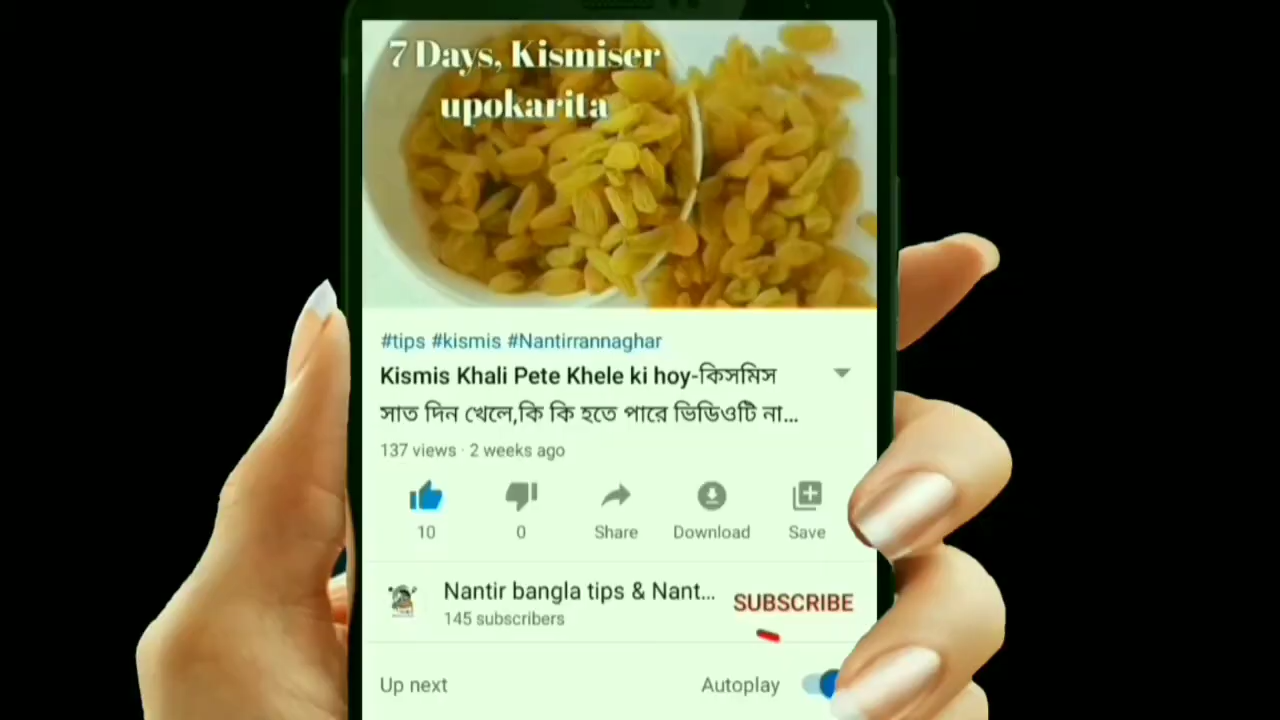 7 Days, Kismiser
upokarita
#tips #kismis #Nantirrannaghar
Kismis Khali Pete Khele ki hoy-কিসমিস
সাত দিন খেলে,কি কি হতে পারে ভিডিওটি না...
137 views · 2 weeks ago
10
0
Share
Download
Save
Nantir bangla tips & Nant...
SUBSCRIBE
145 subscribers
Up next
Autoplay